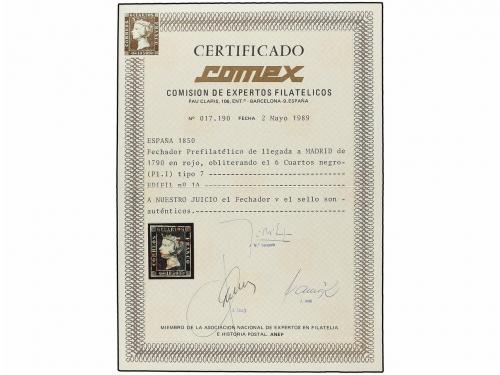 CERTIFICADO
comex
COMISION DE EXPERTOS FILATELICOS
PAU CLARIS, 106, ENT.º - BARCELONA-9, ESPAÑA
Nº 017.190 FECHA 2 Mayo 1989
ESPAÑA 1850
Fechador Prefilatélico de llegada a MADRID de
1790 en rojo, obliterando el 6 Cuartos negro-
(Pl.I) tipo 7
EDIFIL nº 1A
A NUESTRO JUICIO el Fechador y el sello son -
auténticos.
MIEMBRO DE LA ASOCIACION NACIONAL DE EXPERTOS EN FILATELIA
E HISTORIA POSTAL. ANEF